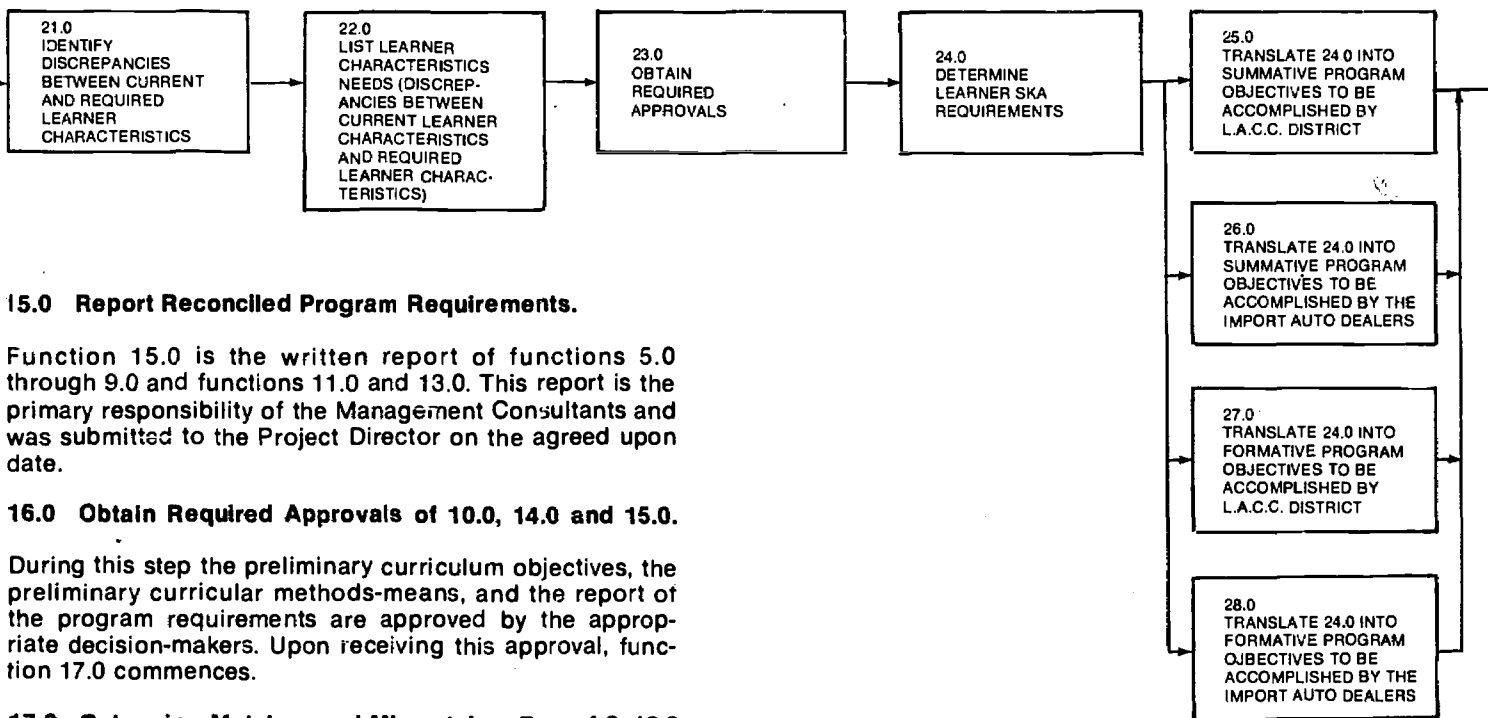 21.0
IDENTIFY
DISCREPANCIES
BETWEEN CURRENT
AND REQUIRED
LEARNER
CHARACTERISTICS
22.0
LIST LEARNER
CHARACTERISTICS
NEEDS (DISCREP-
ANCIES BETWEEN
CURRENT LEARNER
CHARACTERISTICS
AND REQUIRED
LEARNER CHARAC-
TERISTICS)
23.0
OBTAIN
REQUIRED
APPROVALS
24.0
DETERMINE
LEARNER SKA
REQUIREMENTS
25.0
TRANSLATE 24 0 INTO
SUMMATIVE PROGRAM
OBJECTIVES TO BE
ACCOMPLISHED BY
L.A.C.C. DISTRICT
26.0
TRANSLATE 24.0 INTO
SUMMATIVE PROGRAM
OBJECTIVES TO BE
ACCOMPLISHED BY THE
IMPORT AUTO DEALERS
27.0
TRANSLATE 24.0 INTO
FORMATIVE PROGRAM
OBJECTIVES TO BE
ACCOMPLISHED BY
L.A.C.C. DISTRICT
28.0
TRANSLATE 24.0 INTO
FORMATIVE PROGRAM
OJBECTIVES TO BE
ACCOMPLISHED BY THE
IMPORT AUTO DEALERS
15.0 Report Reconciled Program Requirements.
Function 15.0 is the written report of functions 5.0
through 9.0 and functions 11.0 and 13.0. This report is the
primary responsibility of the Management Consultants and
was submitted to the Project Director on the agreed upon
date.
16.0 Obtain Required Approvals of 10.0, 14.0 and 15.0.
During this step the preliminary curriculum objectives, the
preliminary curricular methods-means, and the report of
the program requirements are approved by the approp-
riate decision-makers. Upon receiving this approval, func-
tion 17.0 commences.